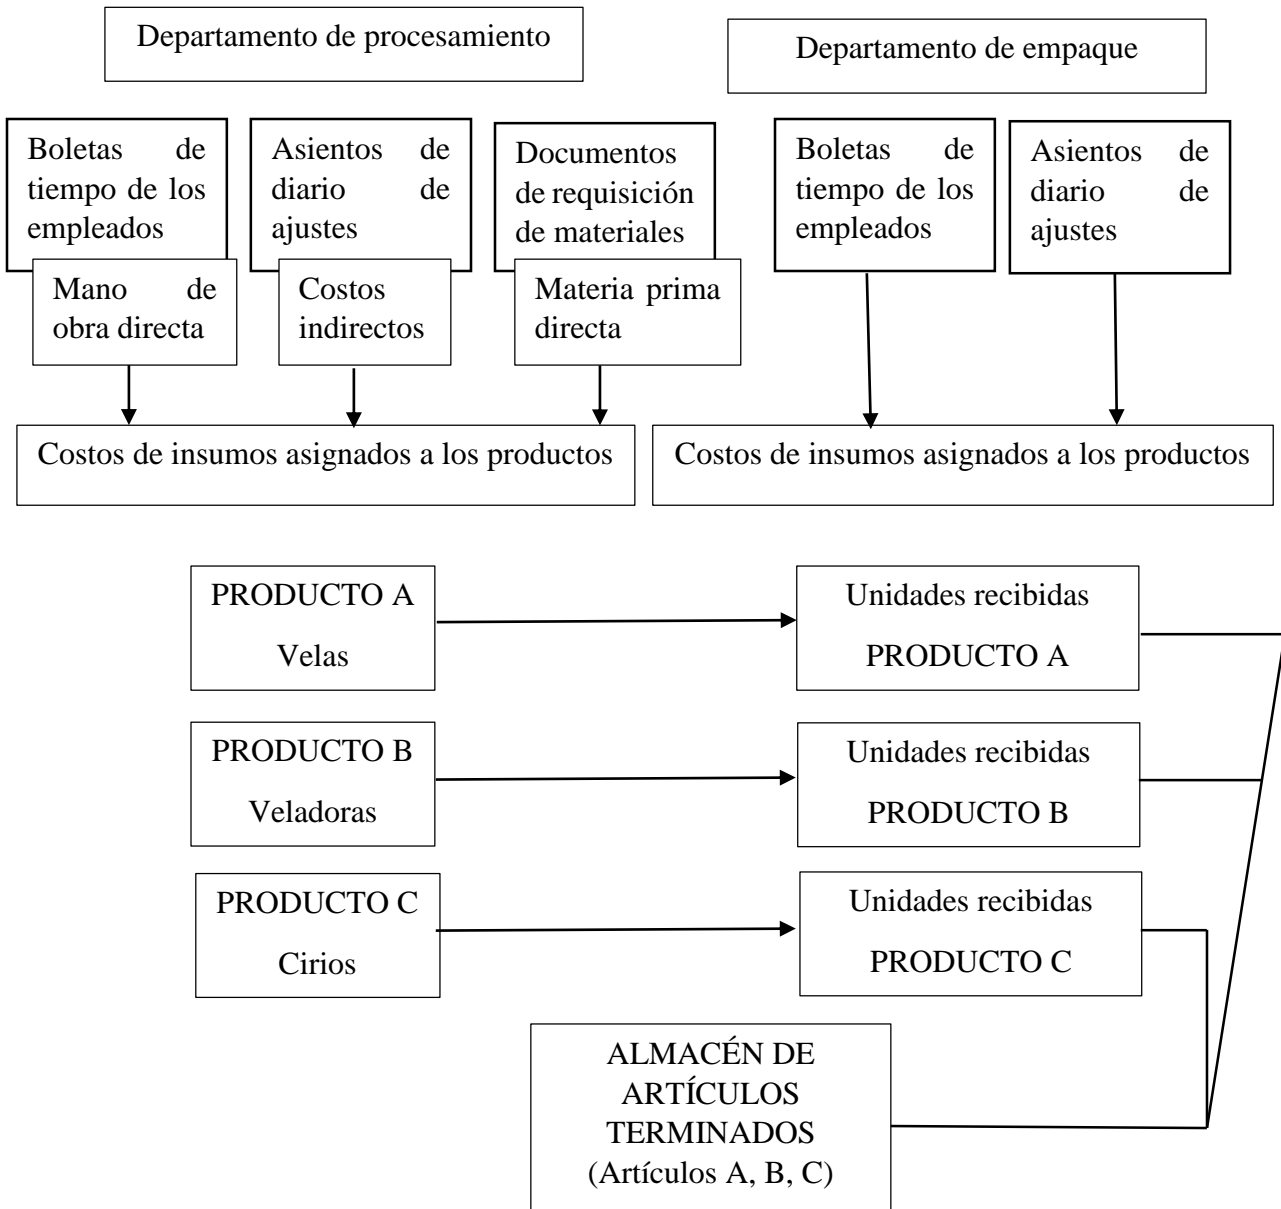 Departamento de procesamiento
Departamento de empaque
Boletas de
tiempo de los
empleados
Mano de
obra directa
Asientos de
diario de
ajustes
Costos
indirectos
Documentos
de requisición
de materiales
Materia prima
directa
Boletas de
tiempo de los
empleados
Asientos de
diario de
ajustes
Costos de insumos asignados a los productos
Costos de insumos asignados a los productos
PRODUCTO A
Velas
Unidades recibidas
PRODUCTO A
PRODUCTO B
Veladoras
Unidades recibidas
PRODUCTO B
PRODUCTO C
Cirios
Unidades recibidas
PRODUCTO C
ALMACÉN DE
ARTÍCULOS
TERMINADOS
(Artículos A, B, C)